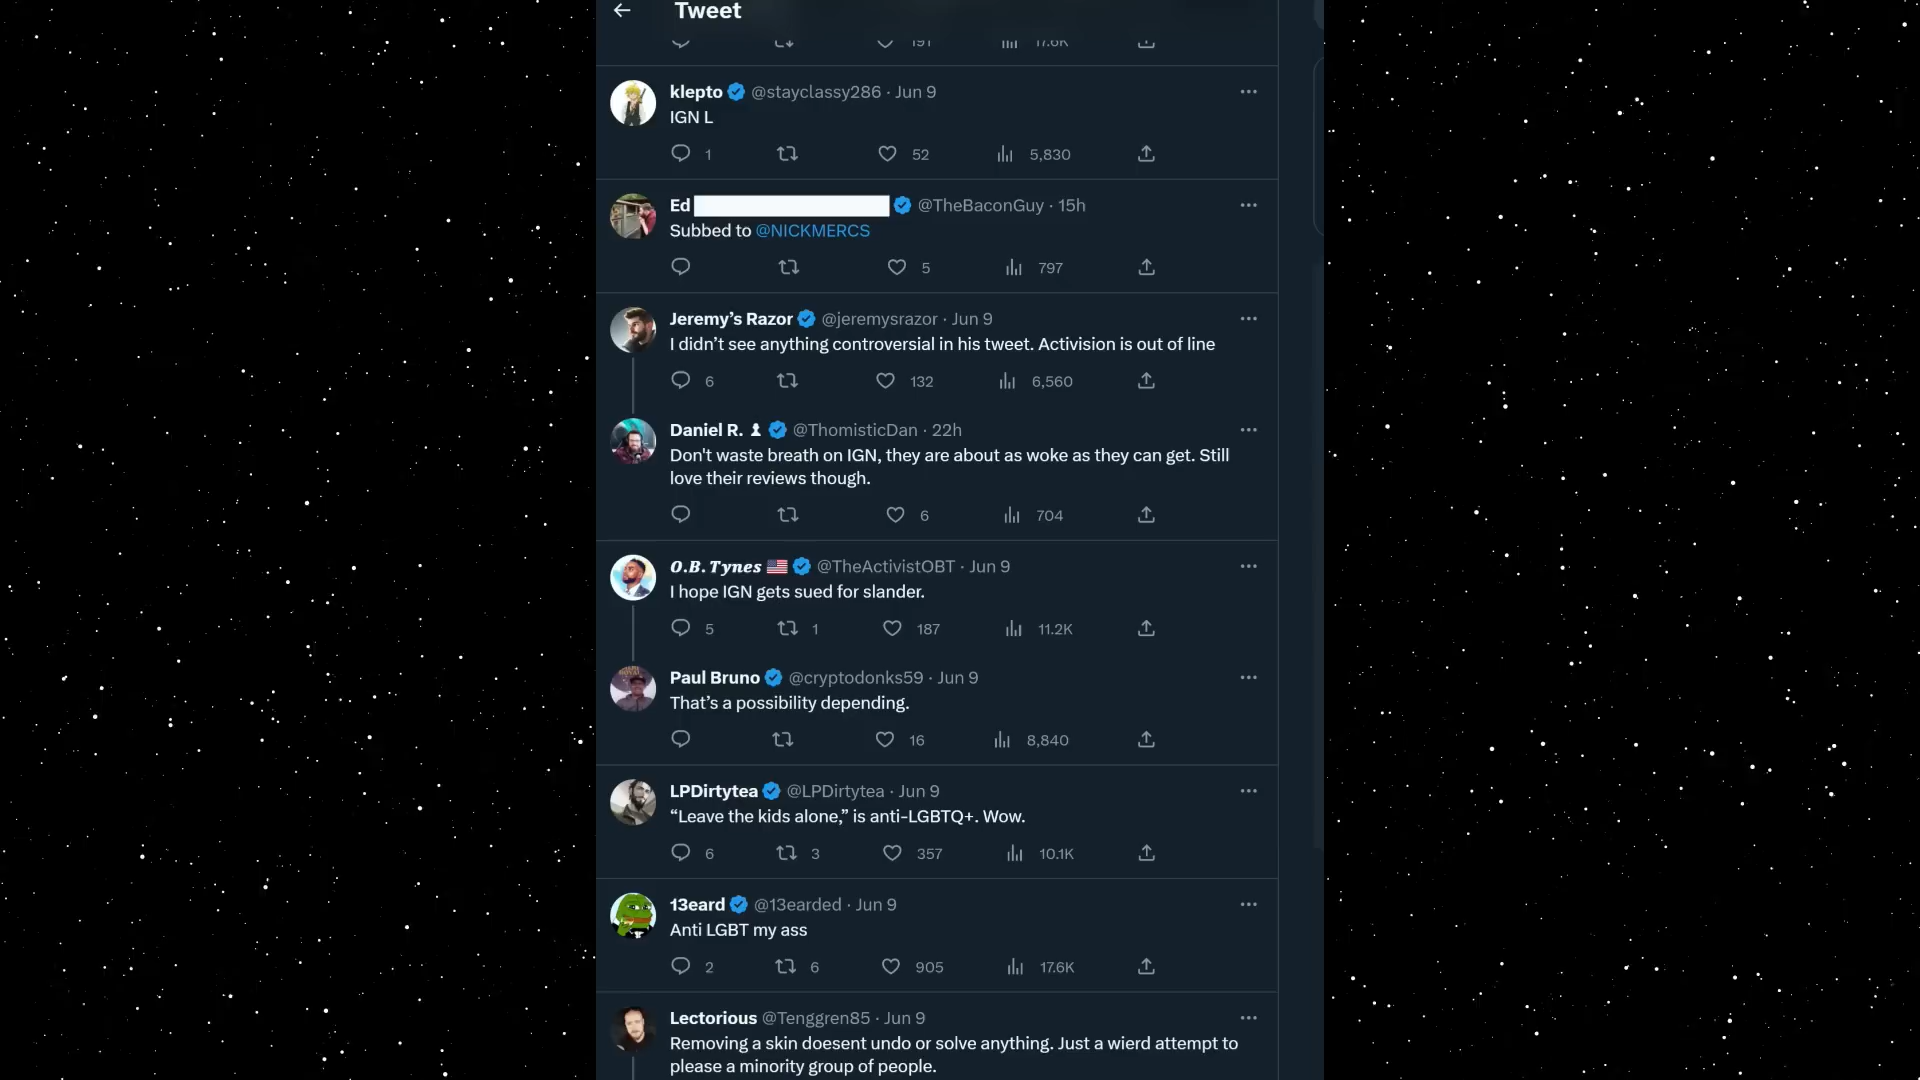 Tweet
191 17.6K
klepto @stayclassy286 · Jun 9
IGN L
1 52 5,830
Ed @TheBaconGuy · 15h
Subbed to @NICKMERCS
5 797
Jeremy’s Razor @jeremysrazor · Jun 9
I didn’t see anything controversial in his tweet. Activision is out of line
6 132 6,560
Daniel R. @ThomisticDan · 22h
Don't waste breath on IGN, they are about as woke as they can get. Still
love their reviews though.
6 704
O.B. Tynes @TheActivistOBT · Jun 9
I hope IGN gets sued for slander.
5 1 187 11.2K
Paul Bruno @cryptodonks59 · Jun 9
That’s a possibility depending.
16 8,840
LPDirtytea @LPDirtytea · Jun 9
“Leave the kids alone,” is anti-LGBTQ+. Wow.
6 3 357 10.1K
13eard @13earded · Jun 9
Anti LGBT my ass
2 6 905 17.6K
Lectorious @Tenggren85 · Jun 9
Removing a skin doesent undo or solve anything. Just a wierd attempt to
please a minority group of people.